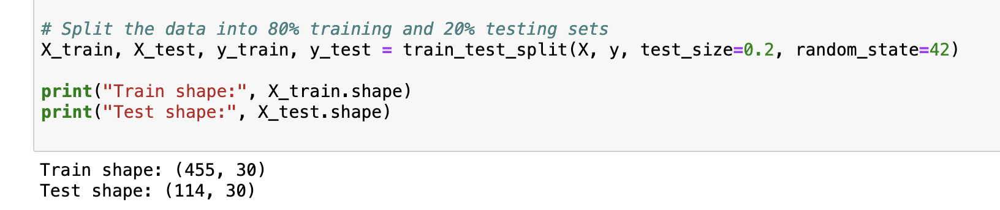 # Split the data into 80% training and 20% testing sets
X_train, X_test, y_train, y_test = train_test_split(X, y, test_size=0.2, random_state=42)
print("Train shape:", X_train.shape)
print("Test shape:", X_test.shape)
Train shape: (455, 30)
Test shape: (114, 30)